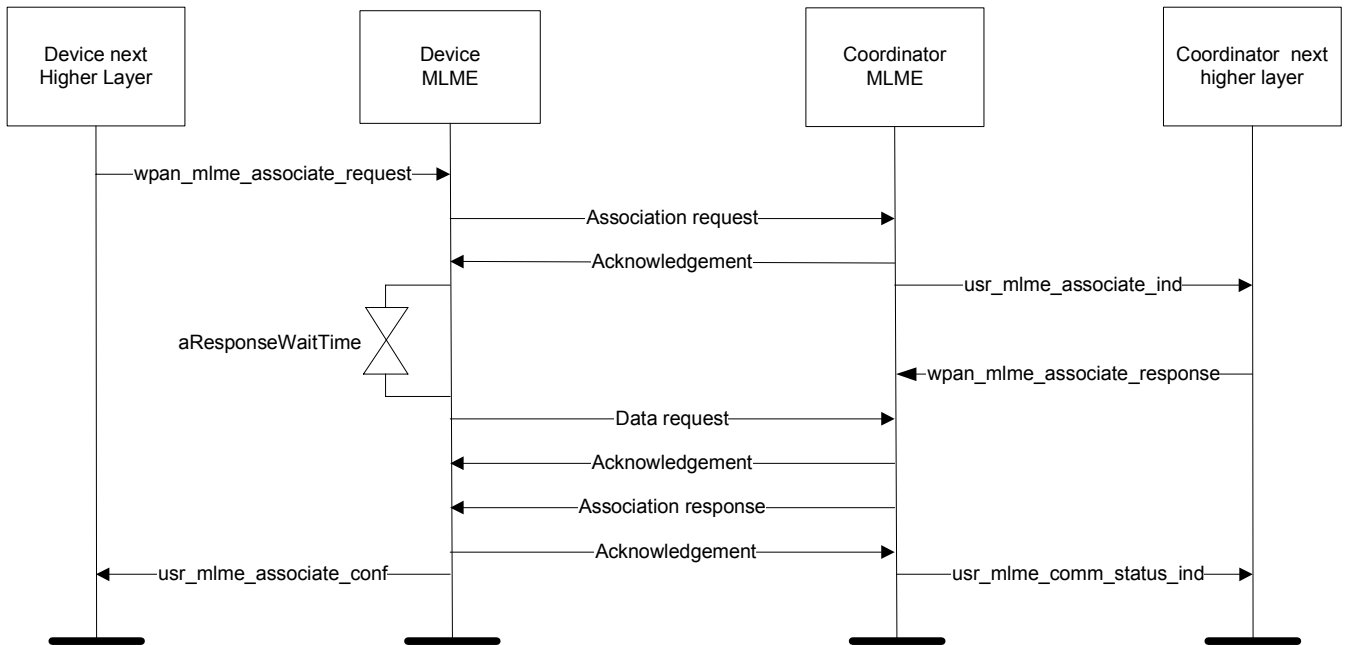 Device next
Higher Layer
Device
MLME
Coordinator
MLME
Coordinator next
higher layer
wpan_mlme_associate_request
Association request
Acknowledgement
usr_mlme_associate_ind
aResponseWaitTime
wpan_mlme_associate_response
Data request
Acknowledgement
Association response
Acknowledgement
usr_mlme_associate_conf
usr_mlme_comm_status_ind